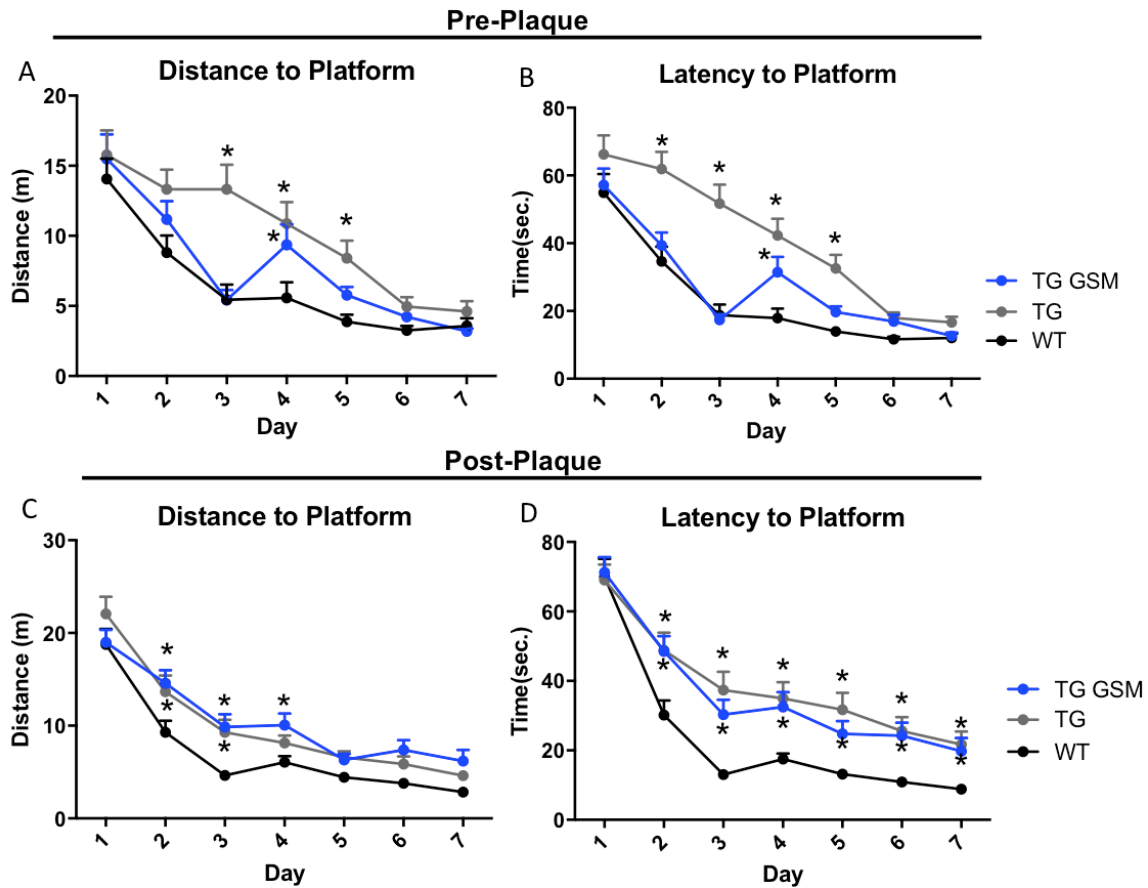 Pre-Plaque
A
Distance to Platform
Distance (m)
20
15
10
5
0
* * * *
1 2 3 4 5 6 7
Day
B
Latency to Platform
Time(sec.)
80
60
40
20
0
* * * * *
1 2 3 4 5 6 7
Day
TG GSM
TG
WT
Post-Plaque
C
Distance to Platform
Distance (m)
30
20
10
0
* * * * *
1 2 3 4 5 6 7
Day
D
Latency to Platform
Time(sec.)
80
60
40
20
0
* * * * * *
* * * * * *
1 2 3 4 5 6 7
Day
TG GSM
TG
WT